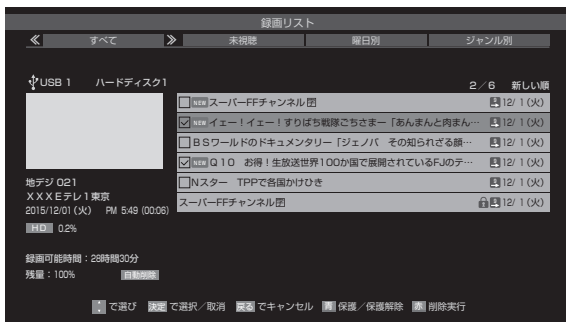 録画リスト
≪ すべて ≫ 未視聴 曜日別 ジャンル別
USB 1 ハードディスク1 2／6 新しい順
NEW スーパーFFチャンネル 字 12/ 1(火)
NEW イェー！イェー！すりばち戦隊ごちさまー「あんまんと肉まん… 12/ 1(火)
BSワールドのドキュメンタリー「ジェノバ その知られざる顔… 12/ 1(火)
NEW Q10 お得！生放送世界100か国で展開されているFJのテ… 12/ 1(火)
Nスター TPPで各国かけひき 12/ 1(火)
スーパーFFチャンネル字 12/ 1(火)
地デジ 021
XXXEテレ1東京
2015/12/01 (火) PM 5:49 (00:06)
HD 0.2%
録画可能時間：28時間30分
残量：100% 自動削除
で選び 決定 で選択／取消 戻る でキャンセル 青 保護／保護解除 赤 削除実行